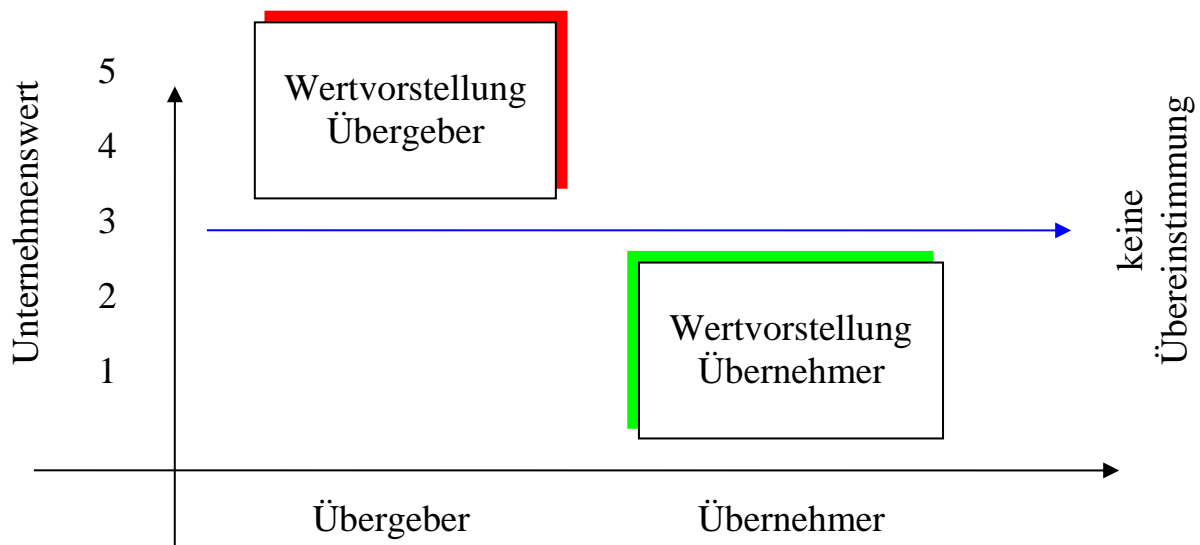 Unternehmenswert
5
4
3
2
1
Wertvorstellung
Übergeber
Wertvorstellung
Übernehmer
keine
Übereinstimmung
Übergeber
Übernehmer